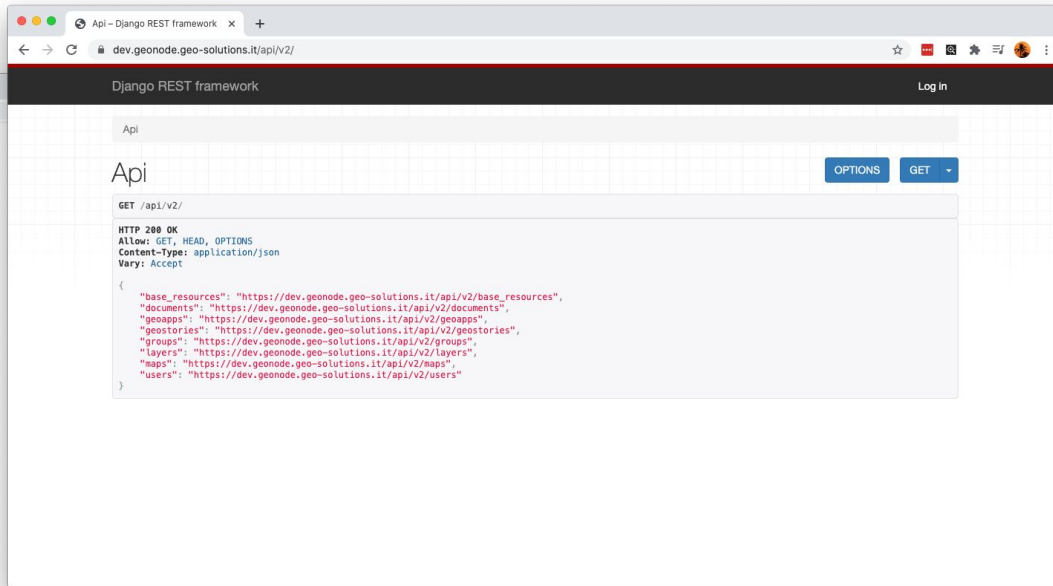 Api – Django REST framework
dev.geonode.geo-solutions.it/api/v2/
Django REST framework
Log in
Api
Api
OPTIONS
GET
GET /api/v2/
HTTP 200 OK
Allow: GET, HEAD, OPTIONS
Content-Type: application/json
Vary: Accept
{
"base_resources": "https://dev.geonode.geo-solutions.it/api/v2/base_resources",
"documents": "https://dev.geonode.geo-solutions.it/api/v2/documents",
"geoapps": "https://dev.geonode.geo-solutions.it/api/v2/geoapps",
"geostories": "https://dev.geonode.geo-solutions.it/api/v2/geostories",
"groups": "https://dev.geonode.geo-solutions.it/api/v2/groups",
"layers": "https://dev.geonode.geo-solutions.it/api/v2/layers",
"maps": "https://dev.geonode.geo-solutions.it/api/v2/maps",
"users": "https://dev.geonode.geo-solutions.it/api/v2/users"
}